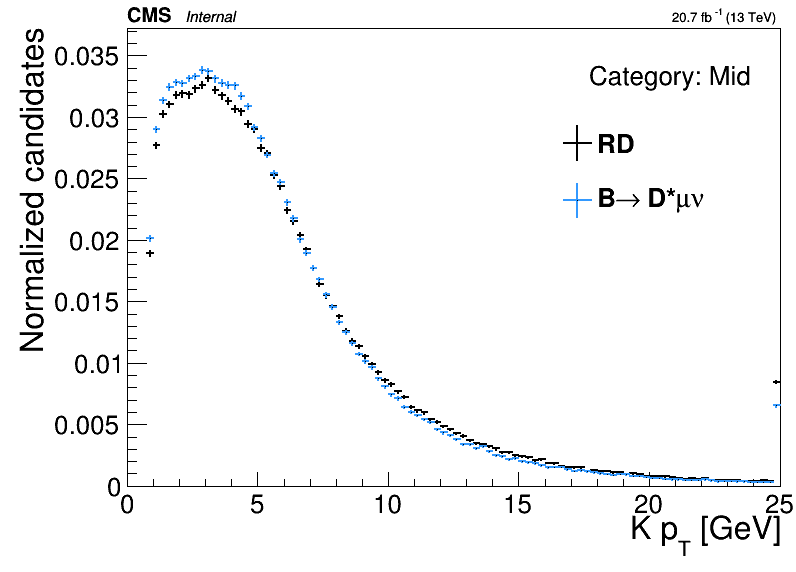 CMS Internal 20.7 fb⁻¹ (13 TeV)
Normalized candidates
0.035
0.03
0.025
0.02
0.015
0.01
0.005
0
Category: Mid
RD
B→ D*μν
0 5 10 15 20 25
K p_T [GeV]